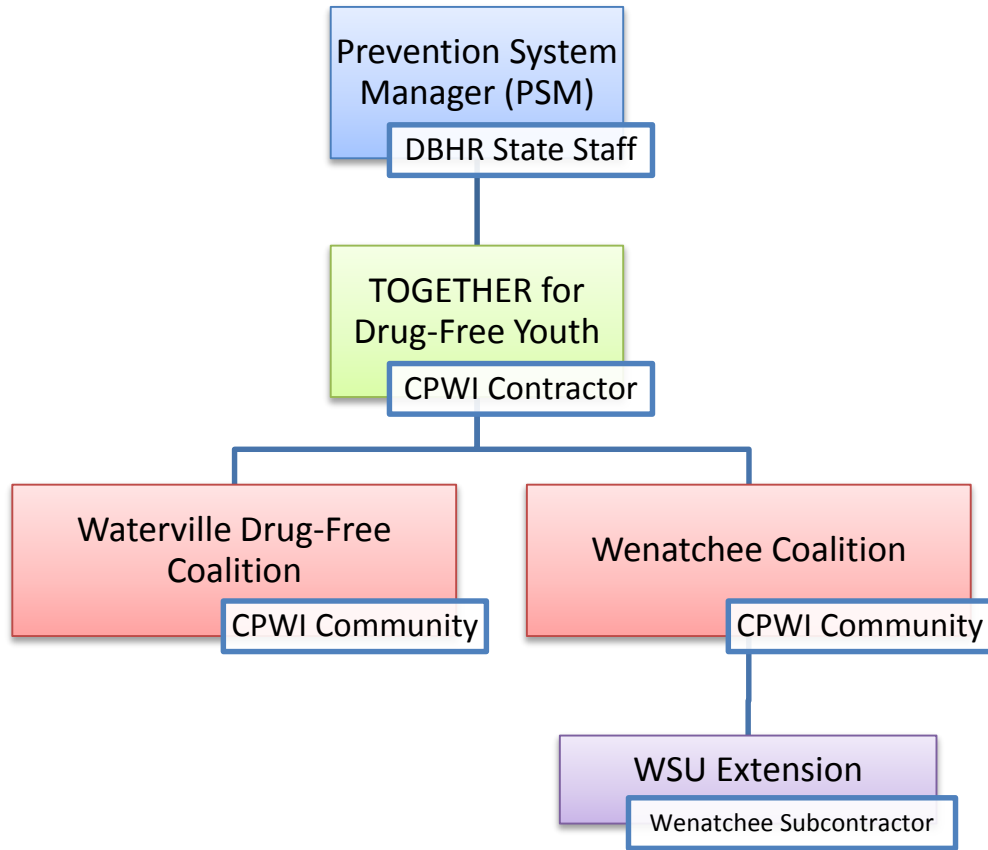 Prevention System
Manager (PSM)
DBHR State Staff
TOGETHER for
Drug-Free Youth
CPWI Contractor
Waterville Drug-Free
Coalition
CPWI Community
Wenatchee Coalition
CPWI Community
WSU Extension
Wenatchee Subcontractor